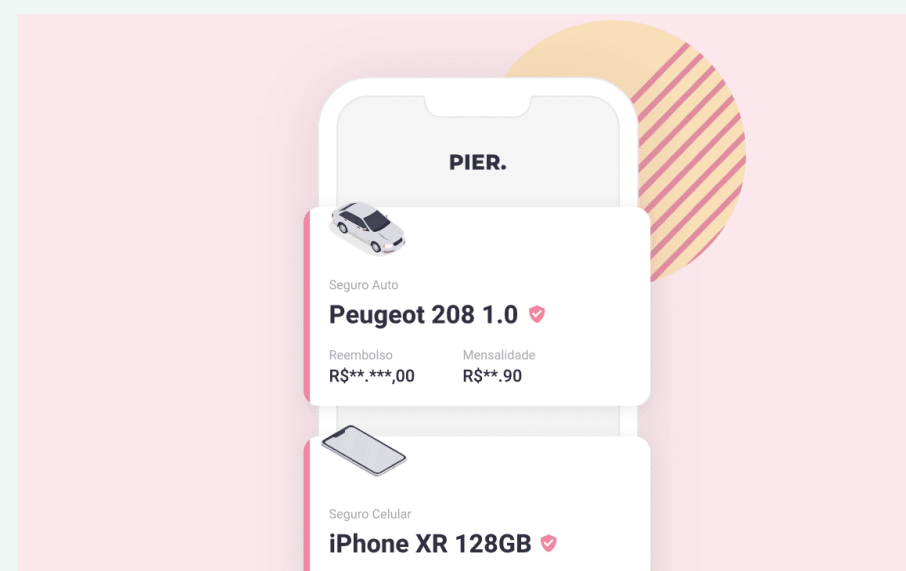 PIER.
Seguro Auto
Peugeot 208 1.0
Reembolso Mensalidade
R$**.***,00 R$**.90
Seguro Celular
iPhone XR 128GB